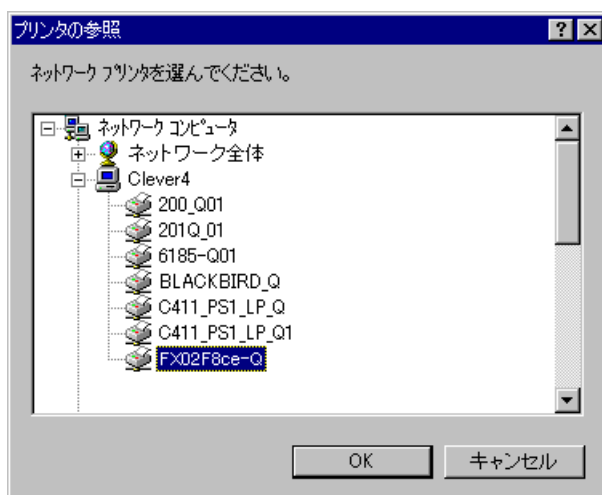 プリンタの参照
ネットワーク プリンタを選んでください。
ネットワーク コンピュータ
ネットワーク全体
Clever4
200_Q01
201Q_01
6185-Q01
BLACKBIRD_Q
C411_PS1_LP_Q
C411_PS1_LP_Q1
FX02F8ce-Q
OK
キャンセル